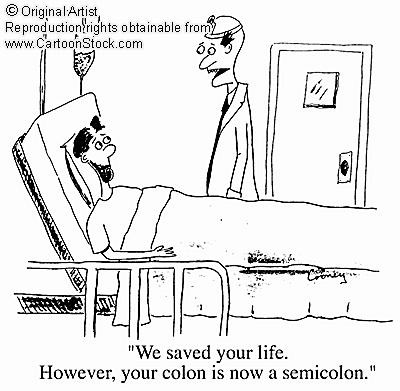 © Original Artist
Reproduction rights obtainable from
www.CartoonStock.com
Cooney
"We saved your life.
However, your colon is now a semicolon."